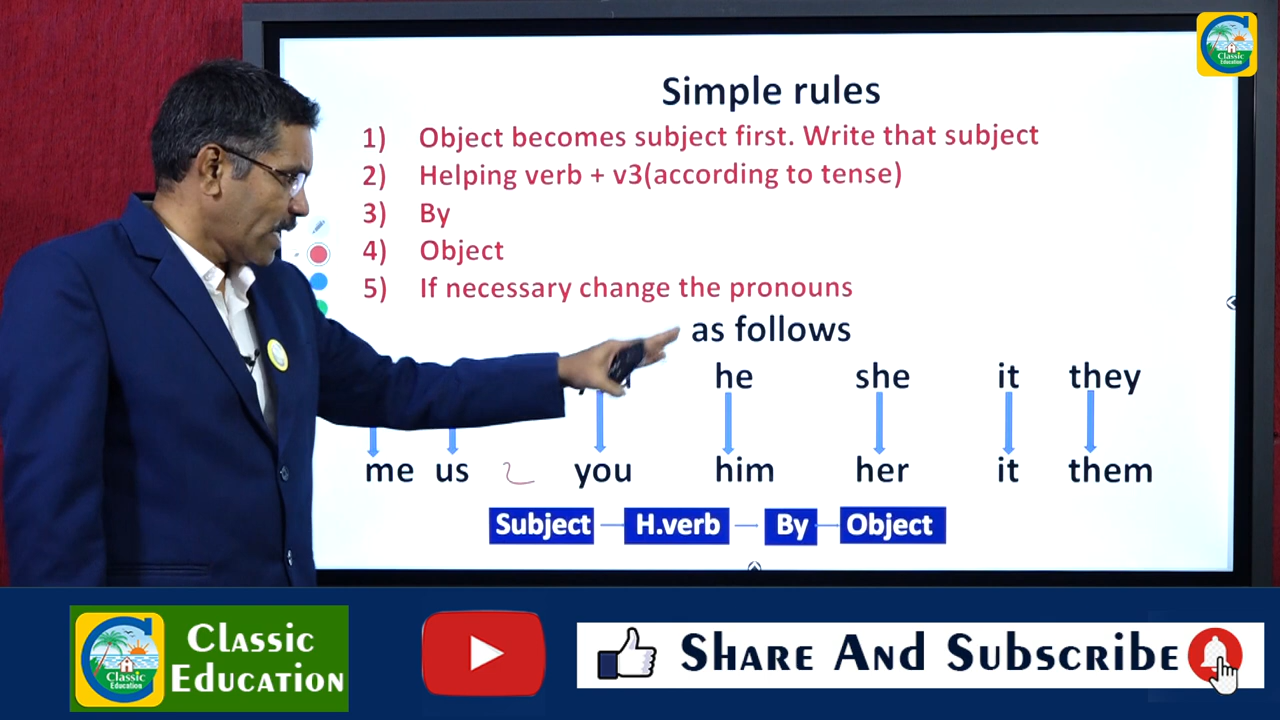 Simple rules
1) Object becomes subject first. Write that subject
2) Helping verb + v3(according to tense)
3) By
4) Object
5) If necessary change the pronouns
as follows
he she it they
me us you him her it them
Subject H.verb By Object
Classic
Education
Classic
Education
Classic
Education
Share And Subscribe